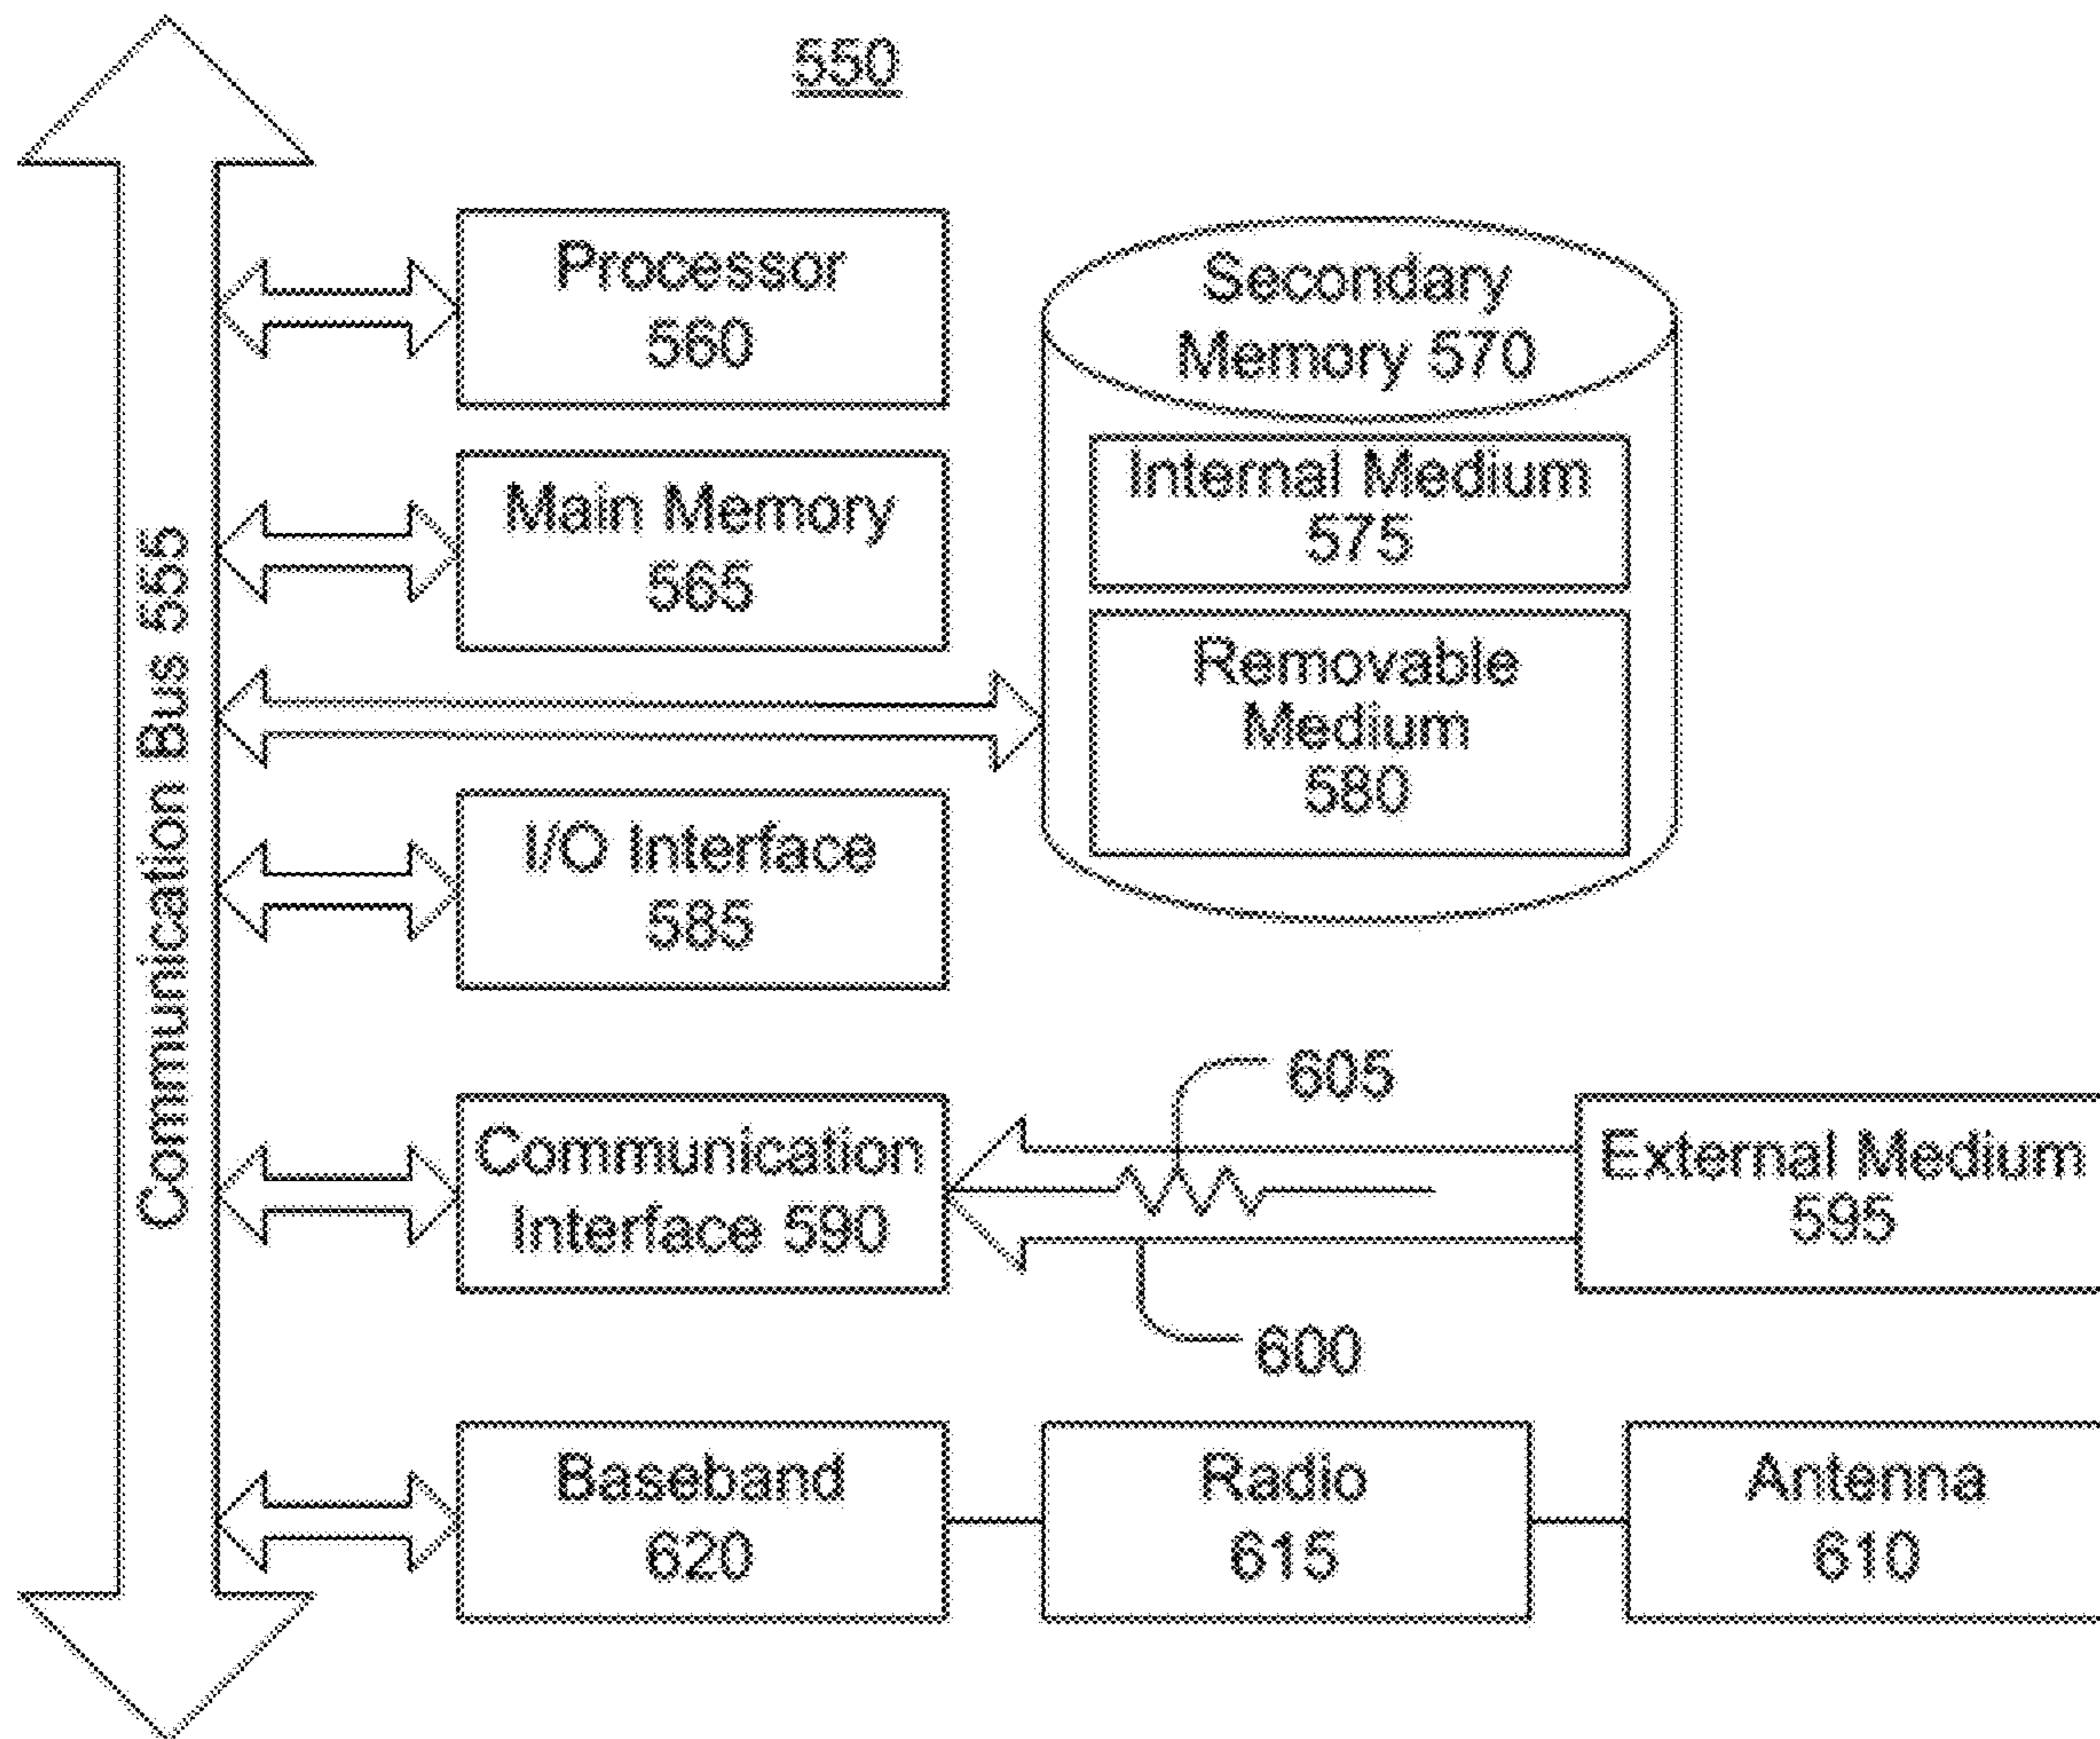 550
Communication Bus 555
Processor
560
Secondary
Memory 570
Main Memory
565
Internal Medium
575
Removable
Medium
580
I/O Interface
585
605
Communication
Interface 590
External Medium
595
600
Baseband
620
Radio
615
Antenna
610